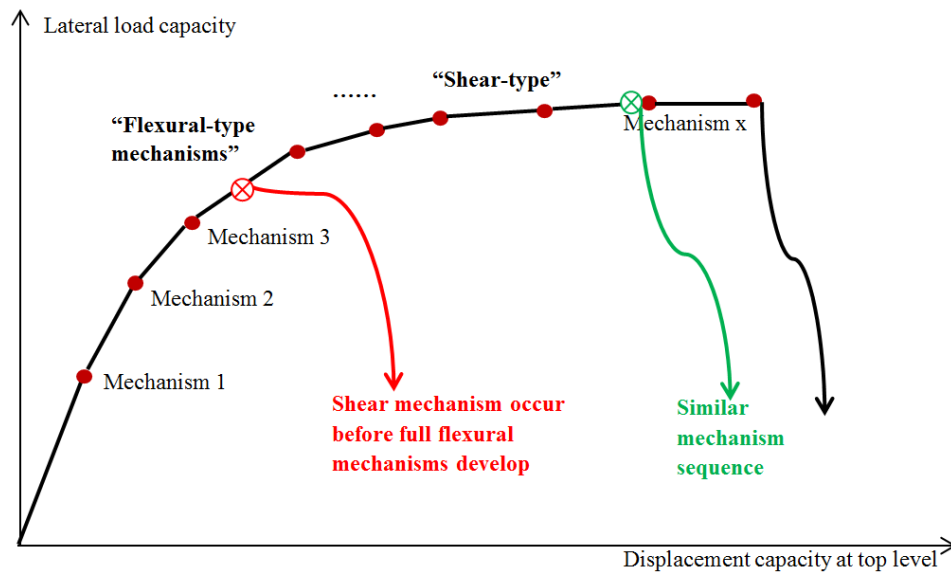 Lateral load capacity
“Shear-type”
......
“Flexural-type
mechanisms”
Mechanism x
Mechanism 3
Mechanism 2
Mechanism 1
Shear mechanism occur
before full flexural
mechanisms develop
Similar
mechanism
sequence
Displacement capacity at top level